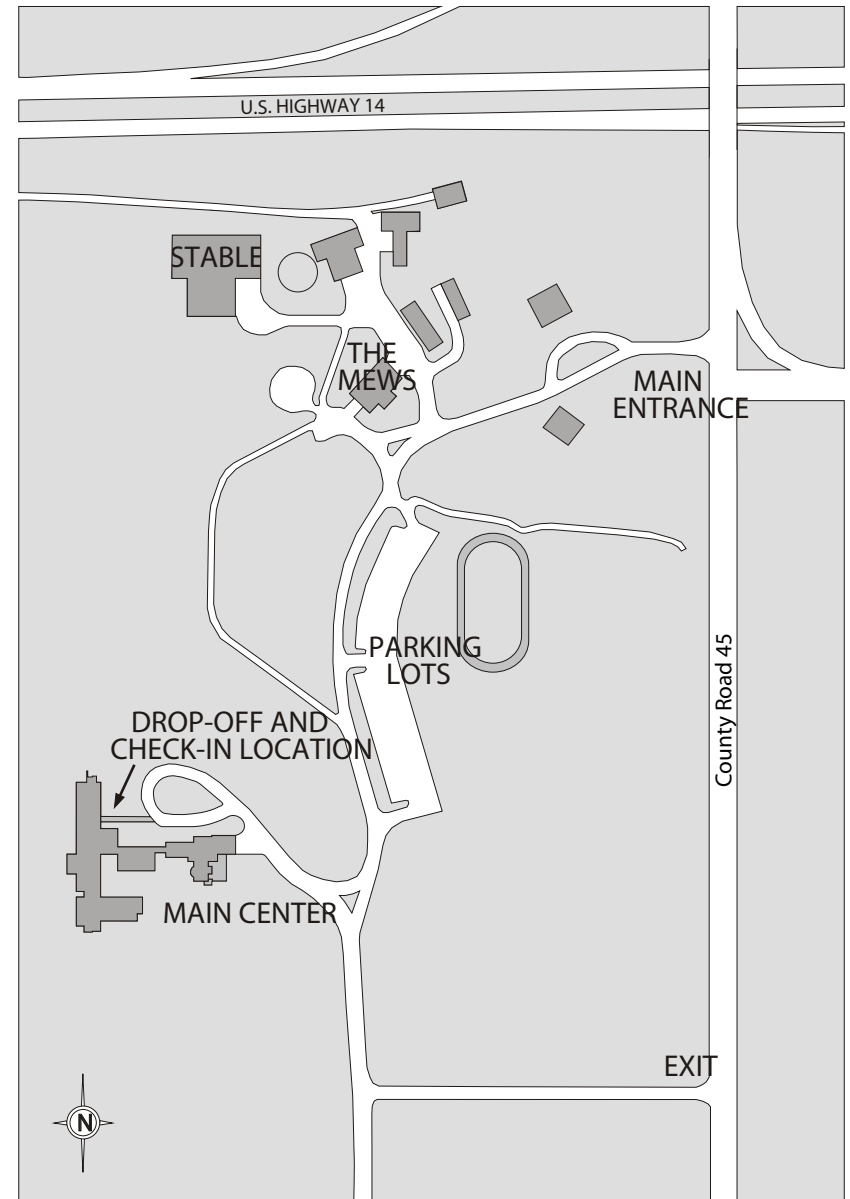 U.S. HIGHWAY 14
STABLE
THE
MEWS
MAIN
ENTRANCE
PARKING
LOTS
County Road 45
DROP-OFF AND
CHECK-IN LOCATION
MAIN CENTER
EXIT
N